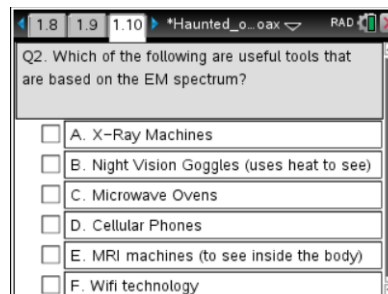 1.8 1.9 1.10 *Haunted_o...oax RAD
Q2. Which of the following are useful tools that
are based on the EM spectrum?
A. X-Ray Machines
B. Night Vision Goggles (uses heat to see)
C. Microwave Ovens
D. Cellular Phones
E. MRI machines (to see inside the body)
F. Wifi technology